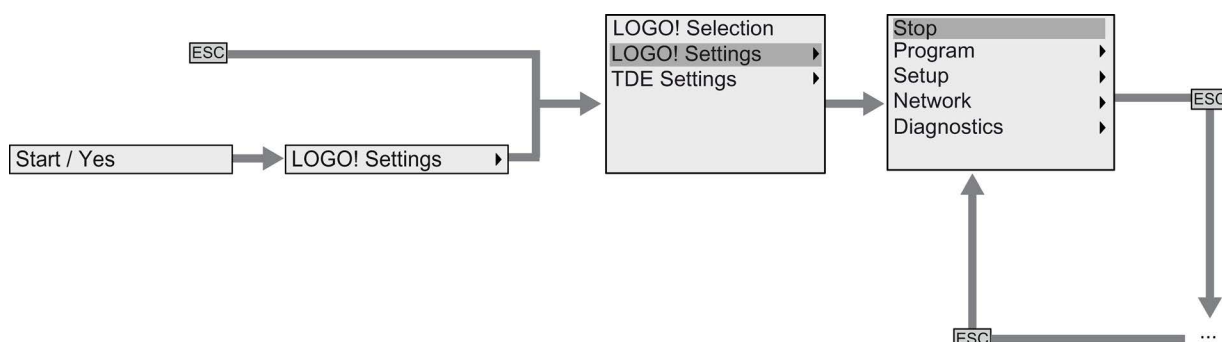 ESC
Start / Yes
LOGO! Settings
LOGO! Selection
LOGO! Settings
TDE Settings
Stop
Program
Setup
Network
Diagnostics
ESC
ESC
...